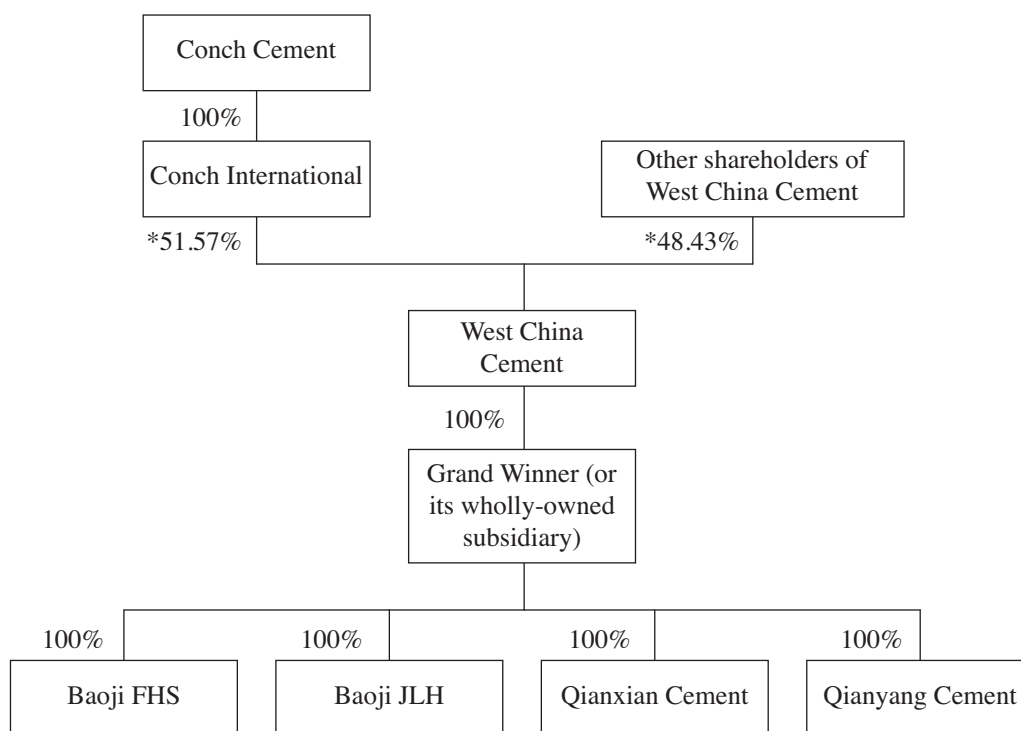 Conch Cement
100%
Conch International
Other shareholders of
West China Cement
*51.57%
*48.43%
West China
Cement
100%
Grand Winner (or
its wholly-owned
subsidiary)
100%
100%
100%
100%
Baoji FHS
Baoji JLH
Qianxian Cement
Qianyang Cement